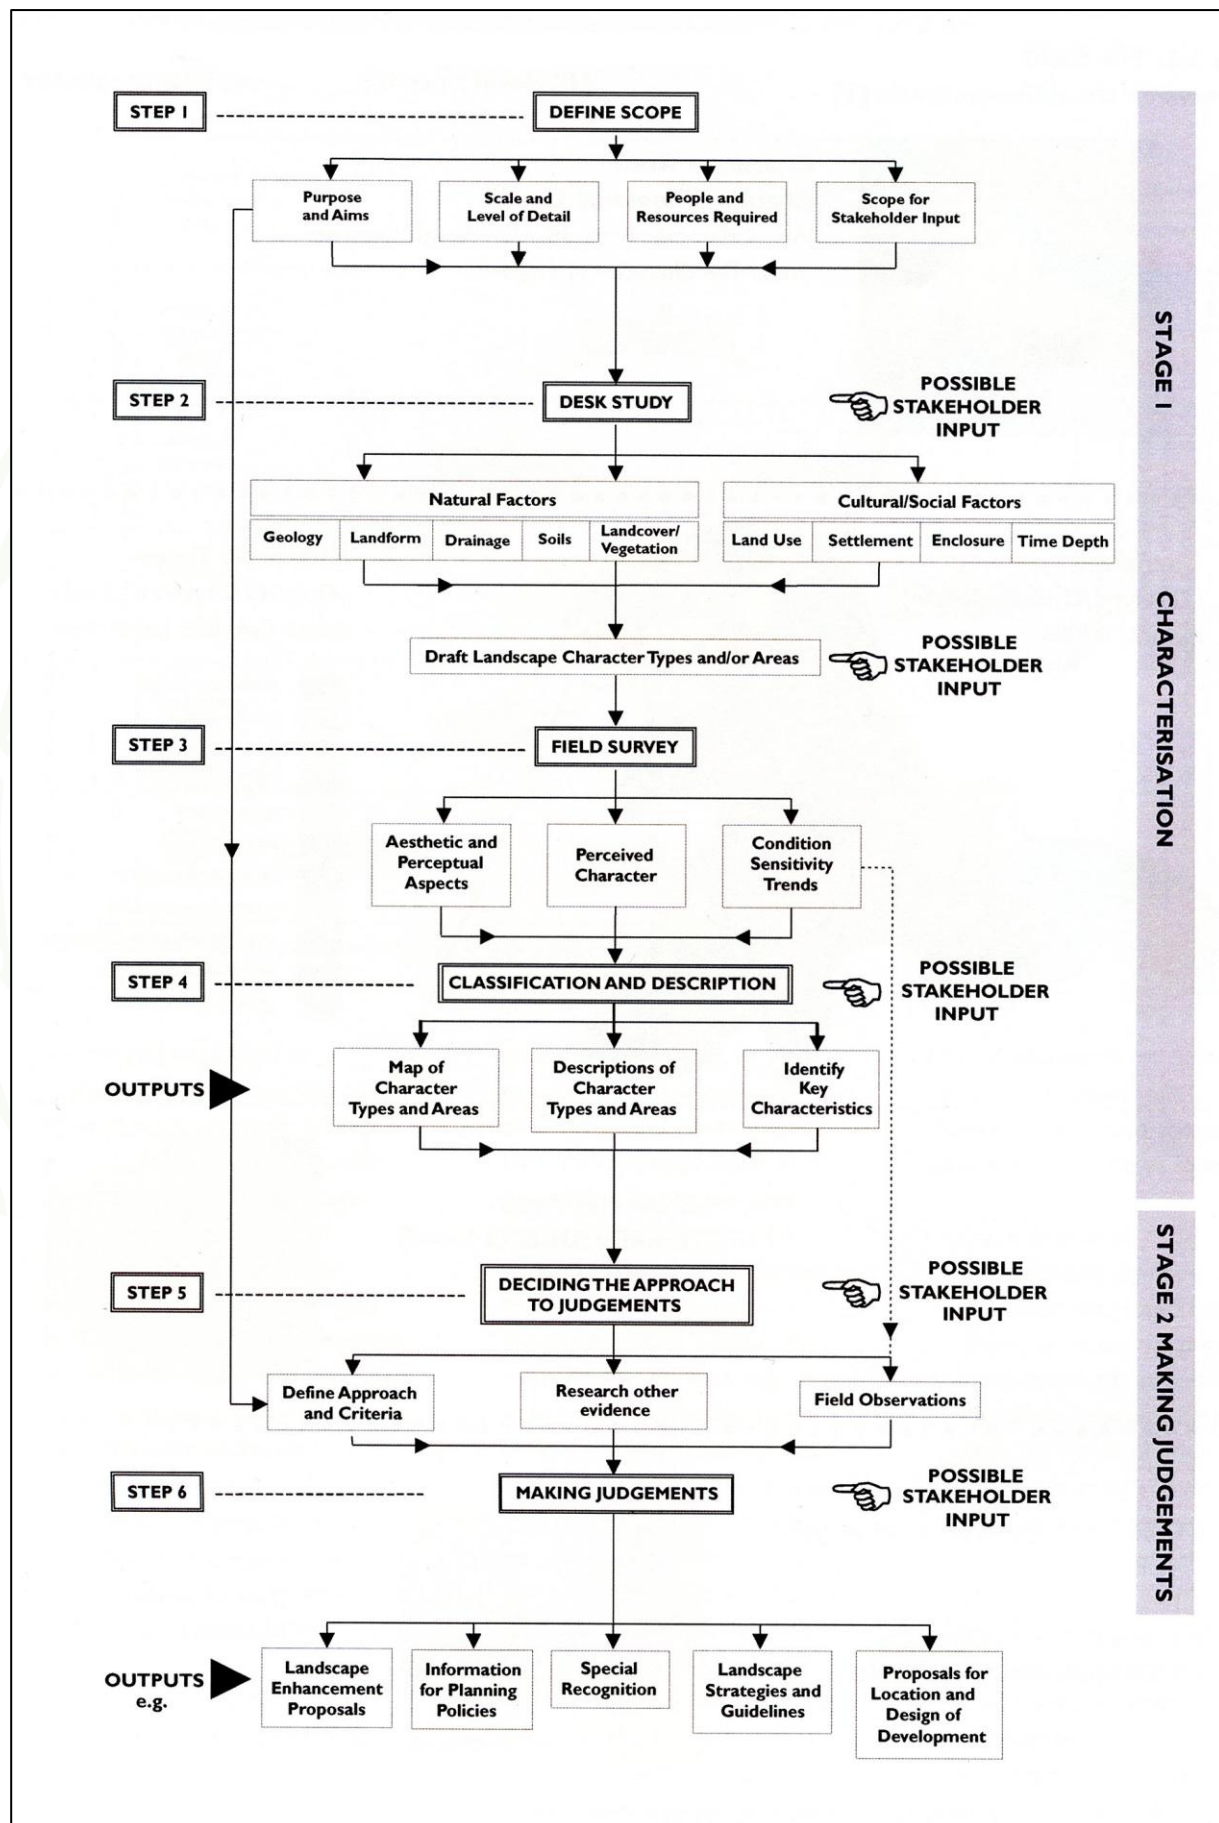 STEP 1
DEFINE SCOPE
Purpose
and Aims
Scale and
Level of Detail
People and
Resources Required
Scope for
Stakeholder Input
STAGE 1
CHARACTERISATION
STEP 2
DESK STUDY
POSSIBLE
STAKEHOLDER
INPUT
Natural Factors
Geology
Landform
Drainage
Soils
Landcover/
Vegetation
Cultural/Social Factors
Land Use
Settlement
Enclosure
Time Depth
Draft Landscape Character Types and/or Areas
POSSIBLE
STAKEHOLDER
INPUT
STEP 3
FIELD SURVEY
Aesthetic and
Perceptual
Aspects
Perceived
Character
Condition
Sensitivity
Trends
STEP 4
CLASSIFICATION AND DESCRIPTION
POSSIBLE
STAKEHOLDER
INPUT
OUTPUTS
Map of
Character
Types and Areas
Descriptions of
Character
Types and Areas
Identify
Key
Characteristics
STAGE 2 MAKING JUDGEMENTS
STEP 5
DECIDING THE APPROACH
TO JUDGEMENTS
POSSIBLE
STAKEHOLDER
INPUT
Define Approach
and Criteria
Research other
evidence
Field Observations
STEP 6
MAKING JUDGEMENTS
POSSIBLE
STAKEHOLDER
INPUT
OUTPUTS
e.g.
Landscape
Enhancement
Proposals
Information
for Planning
Policies
Special
Recognition
Landscape
Strategies and
Guidelines
Proposals for
Location and
Design of
Development